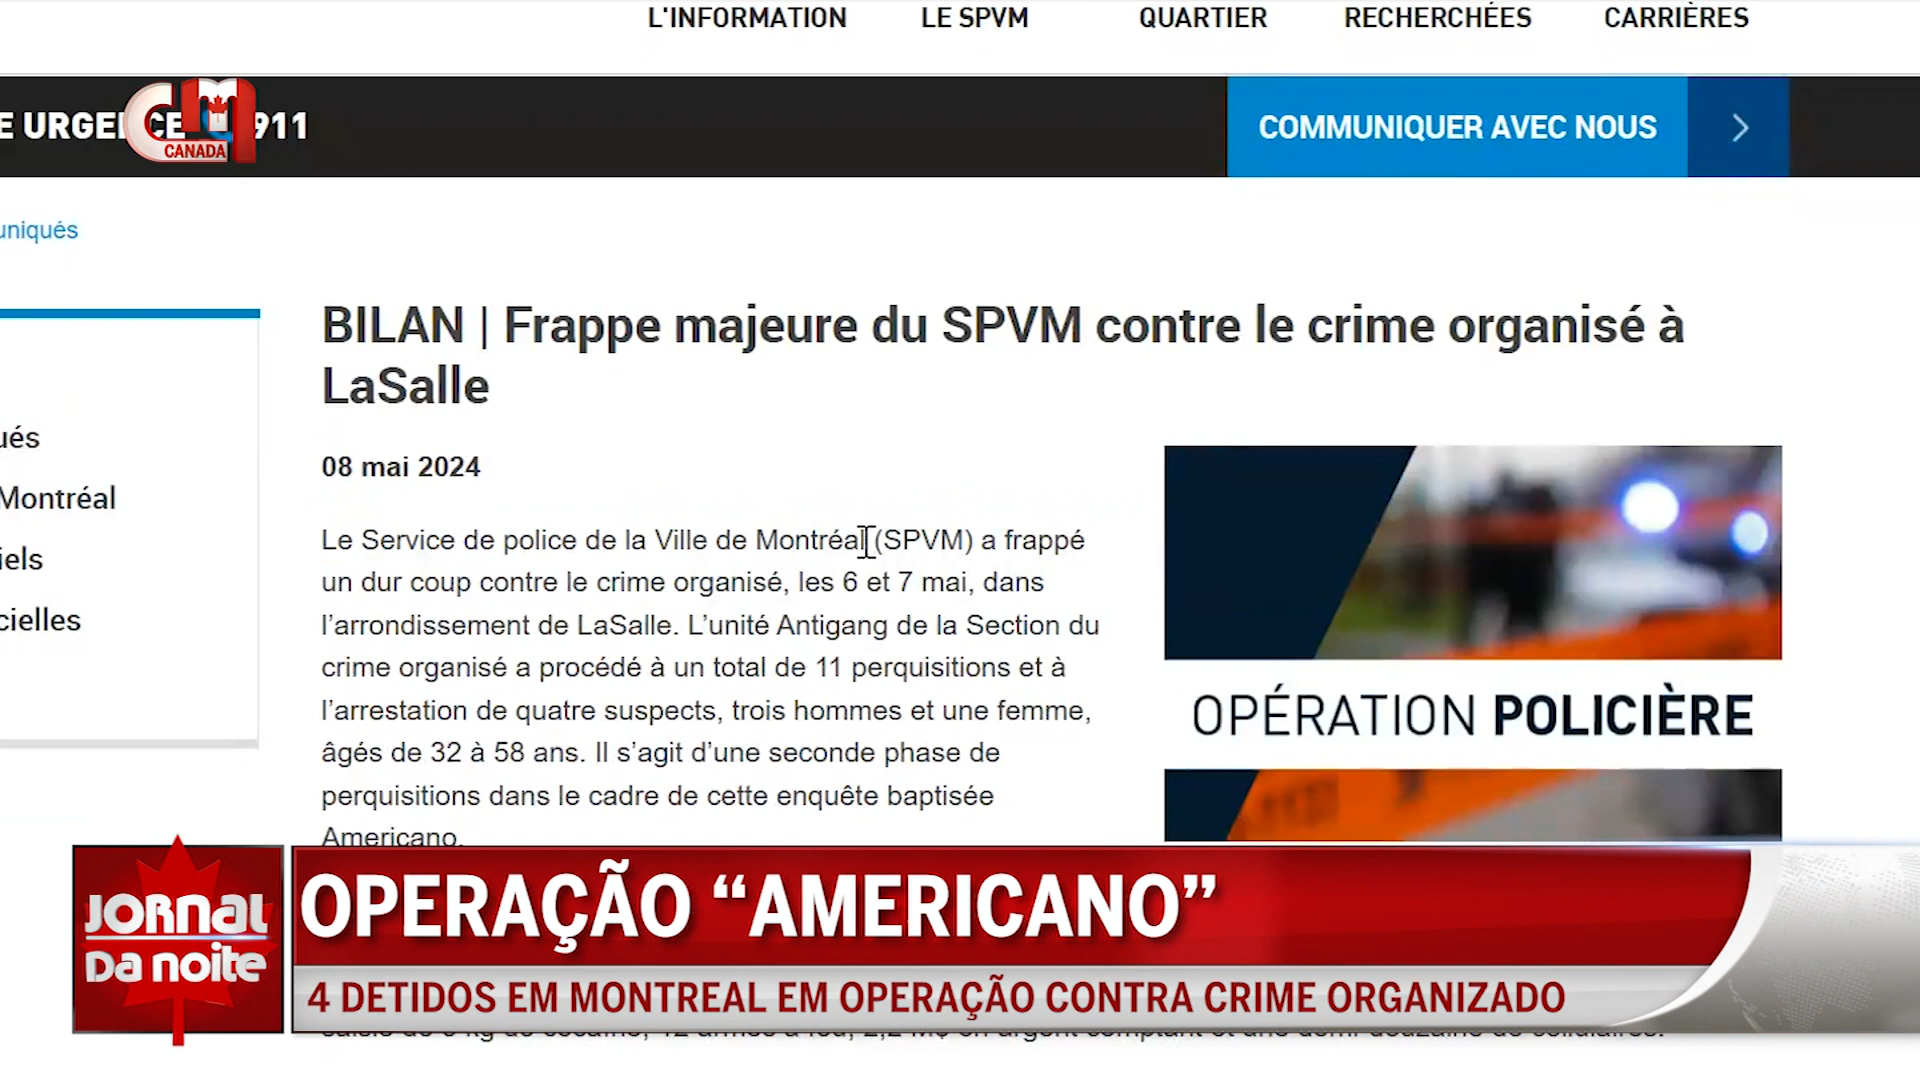 L'INFORMATION LE SPVM QUARTIER RECHERCHÉES CARRIÈRES
E URGENCE 911
CM
CANADA
COMMUNIQUER AVEC NOUS
uniqués
BILAN | Frappe majeure du SPVM contre le crime organisé à
LaSalle
ués
Montréal
iels
cielles
08 mai 2024
Le Service de police de la Ville de Montréal (SPVM) a frappé
un dur coup contre le crime organisé, les 6 et 7 mai, dans
l’arrondissement de LaSalle. L’unité Antigang de la Section du
crime organisé a procédé à un total de 11 perquisitions et à
l’arrestation de quatre suspects, trois hommes et une femme,
âgés de 32 à 58 ans. Il s’agit d’une seconde phase de
perquisitions dans le cadre de cette enquête baptisée
Americano.
OPÉRATION POLICIÈRE
JORNAL
DA NOITE
OPERAÇÃO “AMERICANO”
4 DETIDOS EM MONTREAL EM OPERAÇÃO CONTRA CRIME ORGANIZADO